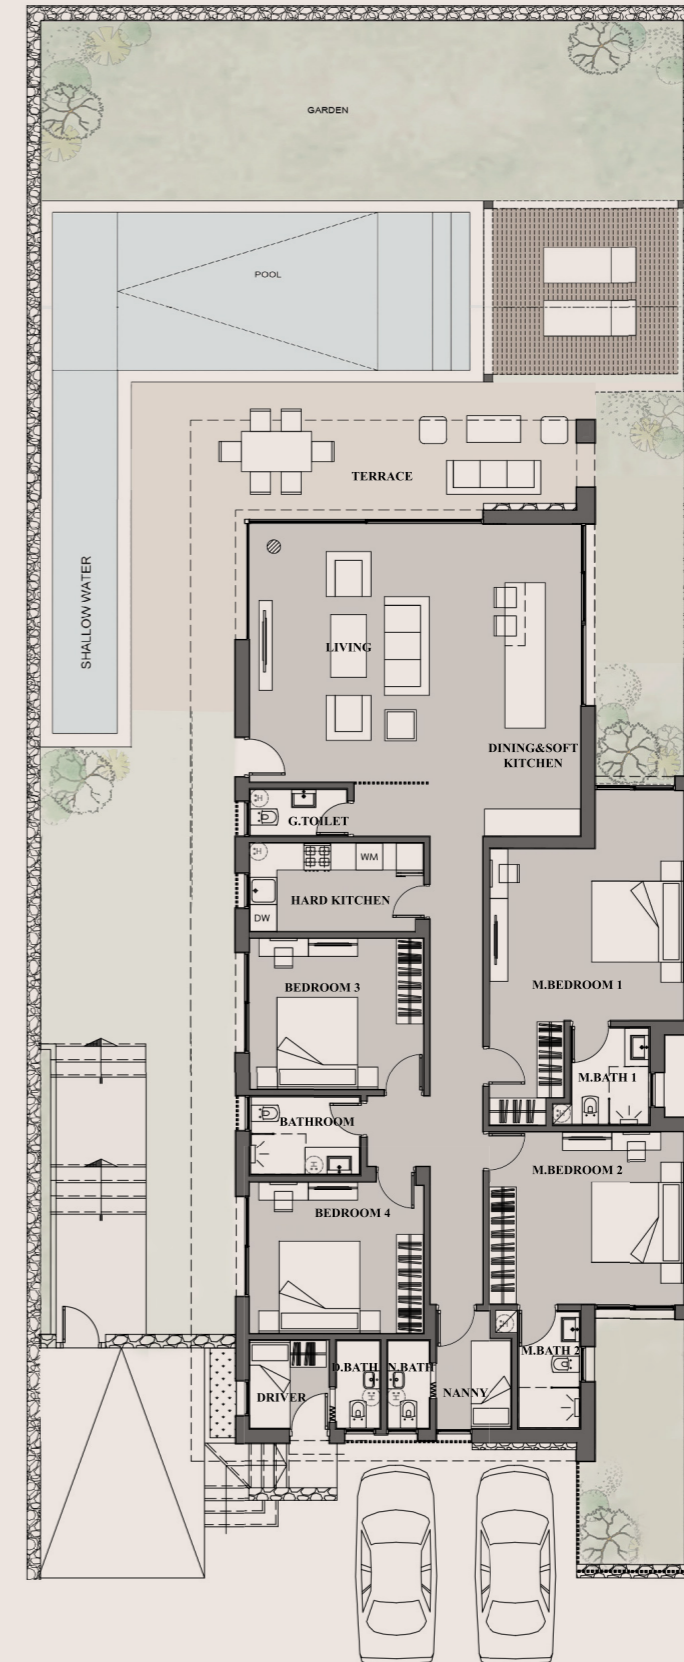 GARDEN
POOL
TERRACE
SHALLOW WATER
LIVING
DINING&SOFT
KITCHEN
H
G.TOILET
H
WM
HARD KITCHEN
DW
BEDROOM 3
M.BEDROOM 1
M.BATH 1
H
BATHROOM
H
M.BEDROOM 2
BEDROOM 4
H
M.BATH 2
D.BATH
N.BATH
DRIVER
NANNY
H
H